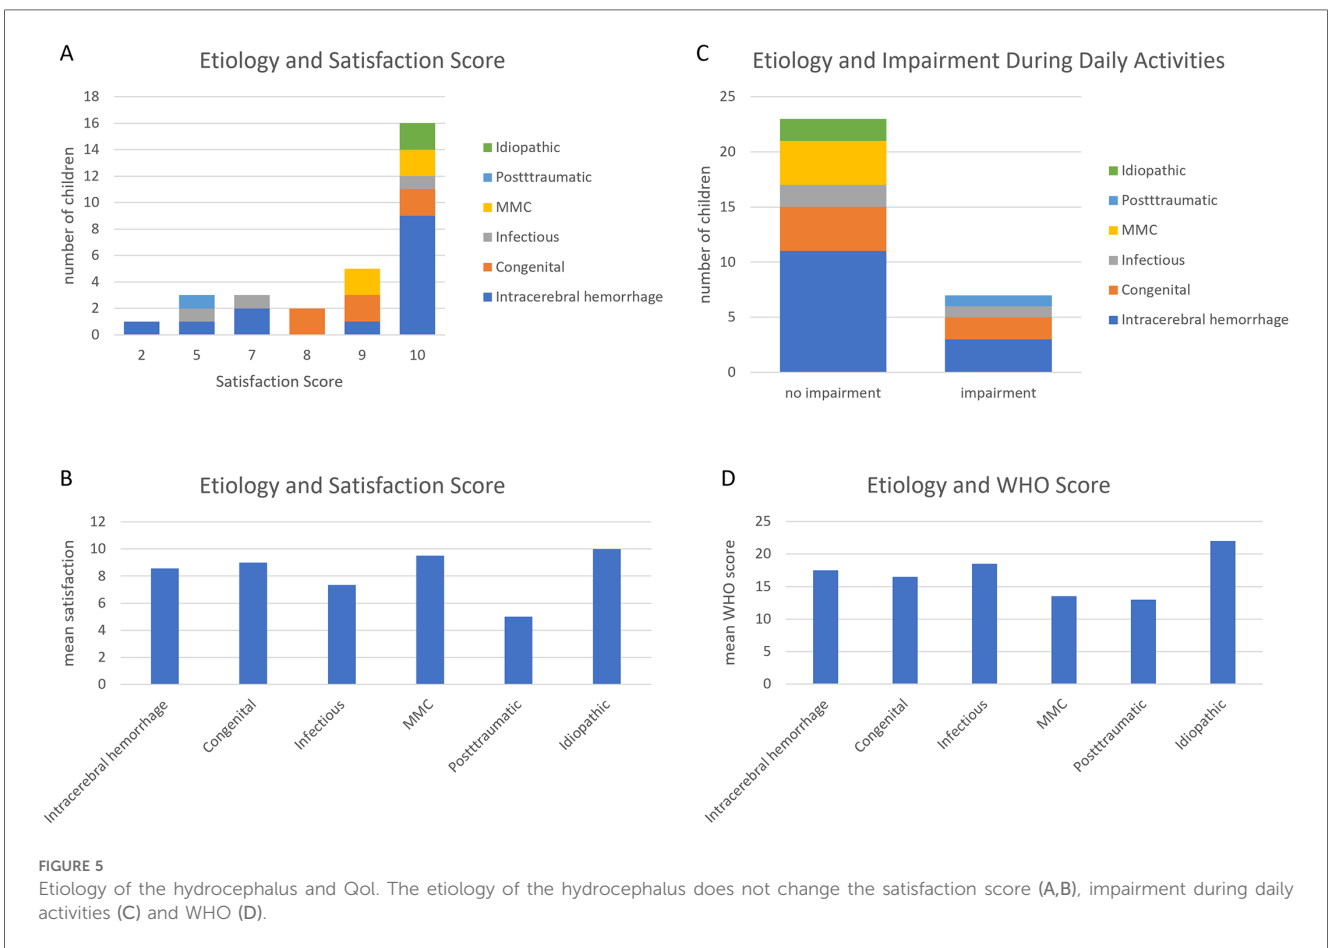 A
Etiology and Satisfaction Score
18
16
14
12
10
8
6
4
2
0
number of children
2 5 7 8 9 10
Satisfaction Score
Idiopathic
Postttraumatic
MMC
Infectious
Congenital
Intracerebral hemorrhage
C
Etiology and Impairment During Daily Activities
25
20
15
10
5
0
number of children
no impairment impairment
Idiopathic
Postttraumatic
MMC
Infectious
Congenital
Intracerebral hemorrhage
B
Etiology and Satisfaction Score
12
10
8
6
4
2
0
mean satisfaction
Intracerebral hemorrhage
Congenital
Infectious
MMC
Postttraumatic
Idiopathic
D
Etiology and WHO Score
25
20
15
10
5
0
mean WHO score
Intracerebral hemorrhage
Congenital
Infectious
MMC
Postttraumatic
Idiopathic
FIGURE 5
Etiology of the hydrocephalus and Qol. The etiology of the hydrocephalus does not change the satisfaction score (A,B), impairment during daily
activities (C) and WHO (D).